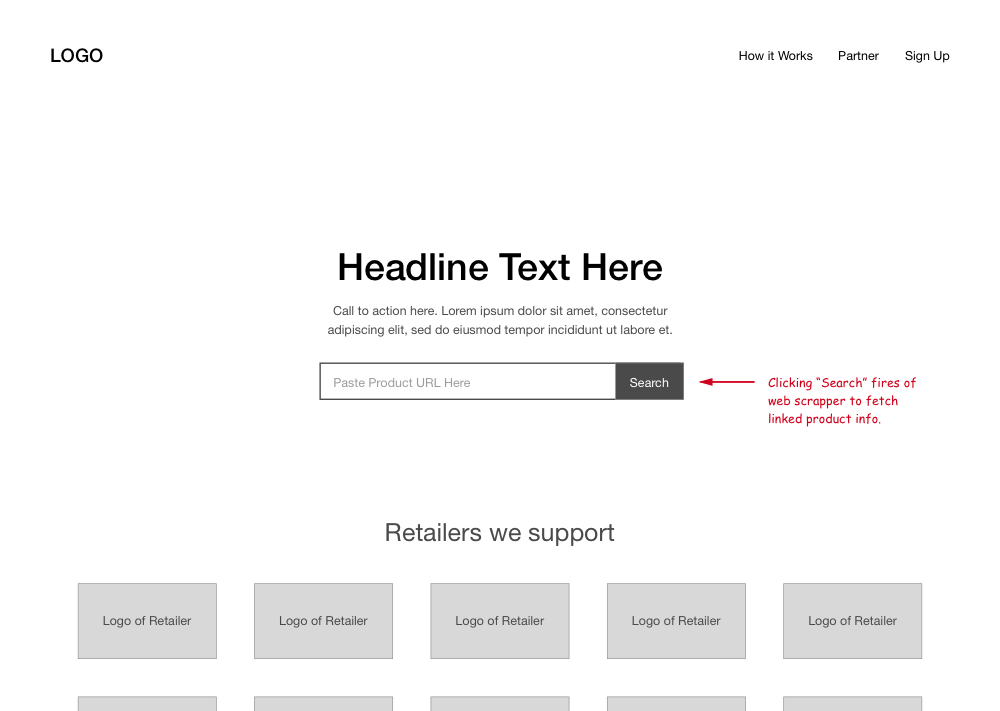 LOGO
How it Works Partner Sign Up
Headline Text Here
Call to action here. Lorem ipsum dolor sit amet, consectetur
adipiscing elit, sed do eiusmod tempor incididunt ut labore et.
Paste Product URL Here Search
Clicking “Search” fires of
web scrapper to fetch
linked product info.
Retailers we support
Logo of Retailer Logo of Retailer Logo of Retailer Logo of Retailer Logo of Retailer